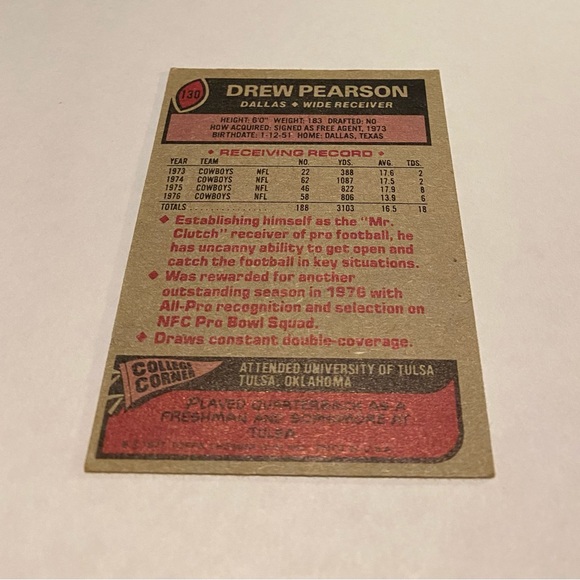 130
DREW PEARSON
DALLAS ◆ WIDE RECEIVER
HEIGHT: 6'0" WEIGHT: 183 DRAFTED: NO
HOW ACQUIRED: SIGNED AS FREE AGENT, 1973
BIRTHDATE: 1-12-51 HOME: DALLAS, TEXAS
◆ RECEIVING RECORD ◆
YEAR TEAM NO. YDS. AVG. TDS.
1973 COWBOYS NFL 22 388 17.6 2
1974 COWBOYS NFL 62 1087 17.5 2
1975 COWBOYS NFL 46 822 17.9 8
1976 COWBOYS NFL 58 806 13.9 6
TOTALS 188 3103 16.5 18
◆ Establishing himself as the "Mr.
Clutch" receiver of pro football, he
has uncanny ability to get open and
catch the football in key situations.
◆ Was rewarded for another
outstanding season in 1976 with
All-Pro recognition and selection on
NFC Pro Bowl Squad.
◆ Draws constant double-coverage.
COLLEGE
CORNER
ATTENDED UNIVERSITY OF TULSA
TULSA, OKLAHOMA
PLAYED QUARTERBACK AS A
FRESHMAN AND SOPHOMORE AT
TULSA